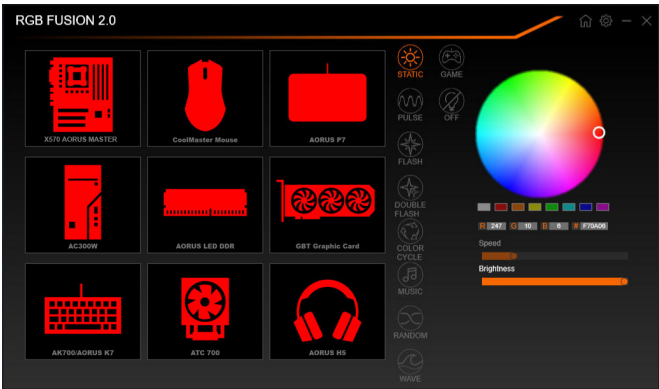 RGB FUSION 2.0
X570 AORUS MASTER
CoolMaster Mouse
AORUS P7
AC300W
AORUS LED DDR
GBT Graphic Card
AK700/AORUS K7
ATC 700
AORUS H5
STATIC
GAME
PULSE
OFF
FLASH
DOUBLE
FLASH
COLOR
CYCLE
MUSIC
RANDOM
WAVE
R 247 G 10 B 6 # F70A06
Speed
Brightness